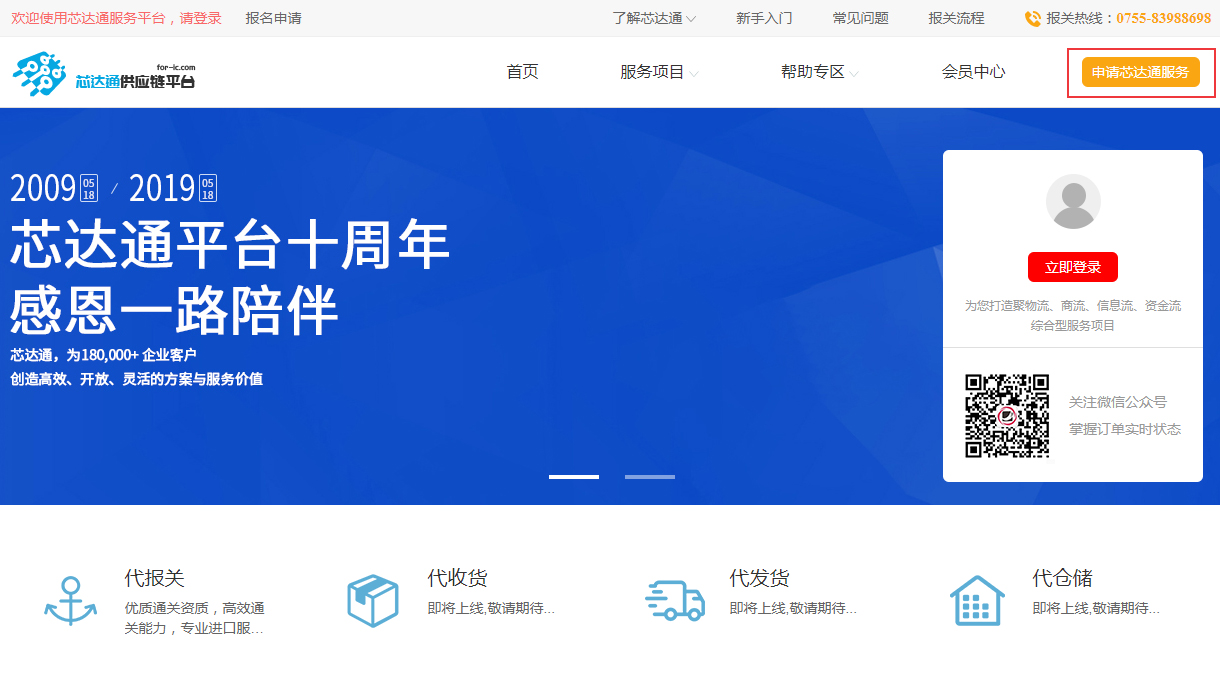 欢迎使用芯达通服务平台，请登录 报名申请 了解芯达通 新手入门 常见问题 报关流程 报关热线：0755-83988698
for-ic.com
芯达通供应链平台
首页 服务项目 帮助专区 会员中心 申请芯达通服务
2009 05 18 / 2019 05 18
芯达通平台十周年
感恩一路陪伴
芯达通，为180,000+ 企业客户
创造高效、开放、灵活的方案与服务价值
立即登录
为您打造聚物流、商流、信息流、资金流
综合型服务项目
关注微信公众号
掌握订单实时状态
代报关 代收货 代发货 代仓储
优质通关资质，高效通 即将上线,敬请期待... 即将上线,敬请期待... 即将上线,敬请期待...
关能力，专业进口服...